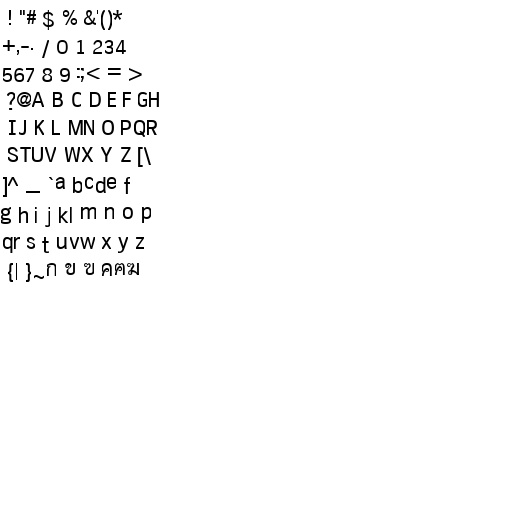 ! "# $ % &'()*
+,-. / 0 1 234
567 8 9 :;< = >
?@A B C D E F GH
IJ K L MN O PQR
STUV WX Y Z [\
]^ _ `a bcde f
g h i j kl m n o p
qr s t uvw x y z
{| }~ก ข ฃ คฅฆ